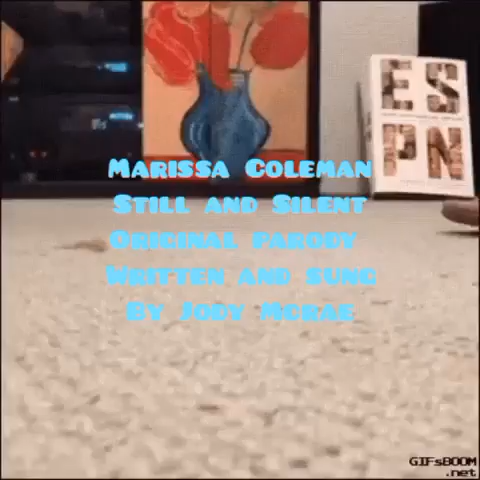 ES
PN
Marissa Coleman
Still and Silent
Original parody
Written and sung
By Jody Mcrae
GIFsBOOM
.net